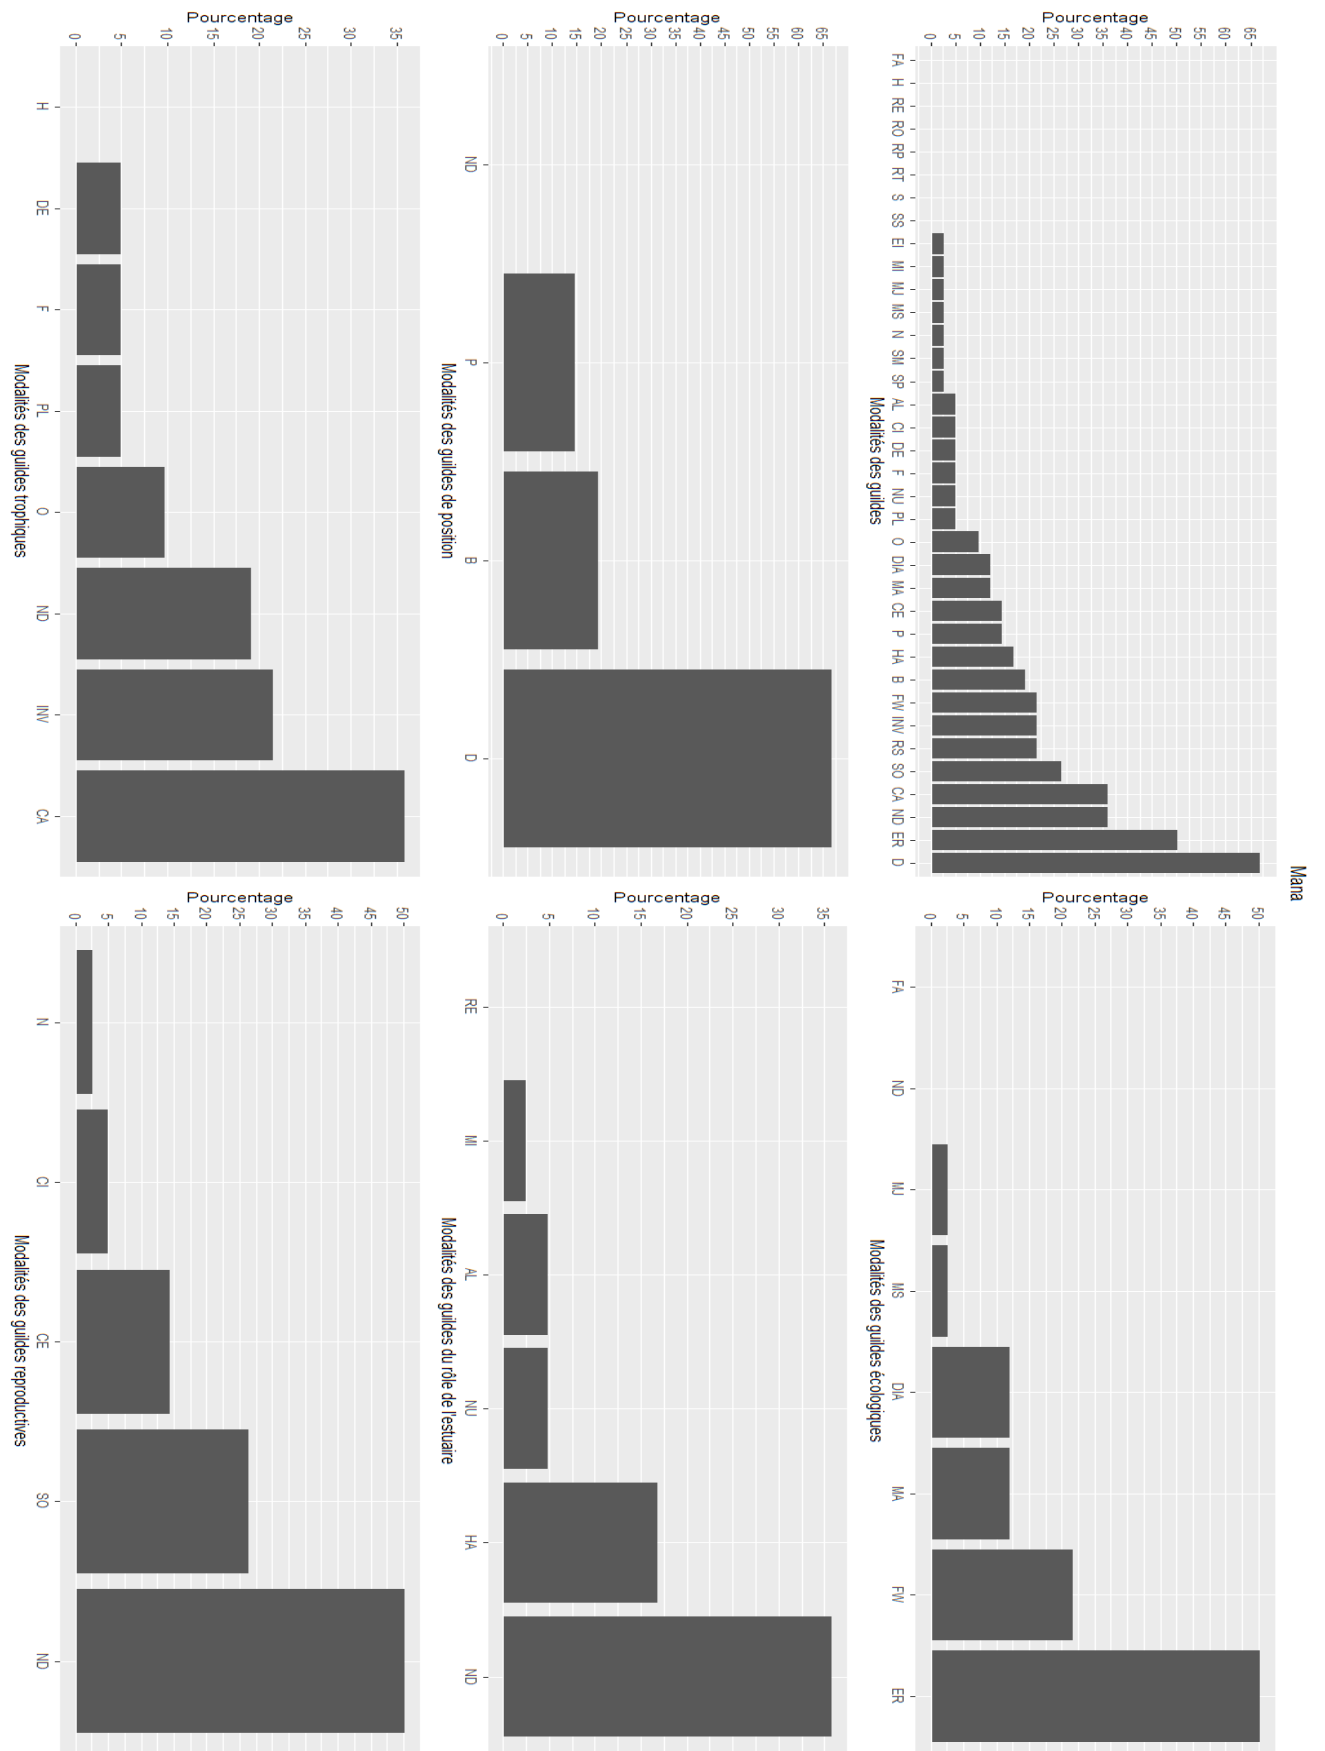 Mana
Pourcentage
0 5 10 15 20 25 30 35 40 45 50 55 60 65
FA H RE RO RP RT S SS EI MI MJ MS N SM SP AL CI DE F NU PL O DIA MA CE P HA B FW INV RS SO CA ND ER D
Modalités des guildes
Pourcentage
0 5 10 15 20 25 30 35 40 45 50
FA ND MJ MS DIA MA FW ER
Modalités des guildes écologiques
Pourcentage
0 5 10 15 20 25 30 35 40 45 50 55 60 65
ND P B D
Modalités des guildes de position
Pourcentage
0 5 10 15 20 25 30 35
RE MI AL NU HA ND
Modalités des guildes du rôle de l'estuaire
Pourcentage
0 5 10 15 20 25 30 35
H DE F PL O ND INV CA
Modalités des guildes trophiques
Pourcentage
0 5 10 15 20 25 30 35 40 45 50
N CI CE SO ND
Modalités des guildes reproductives